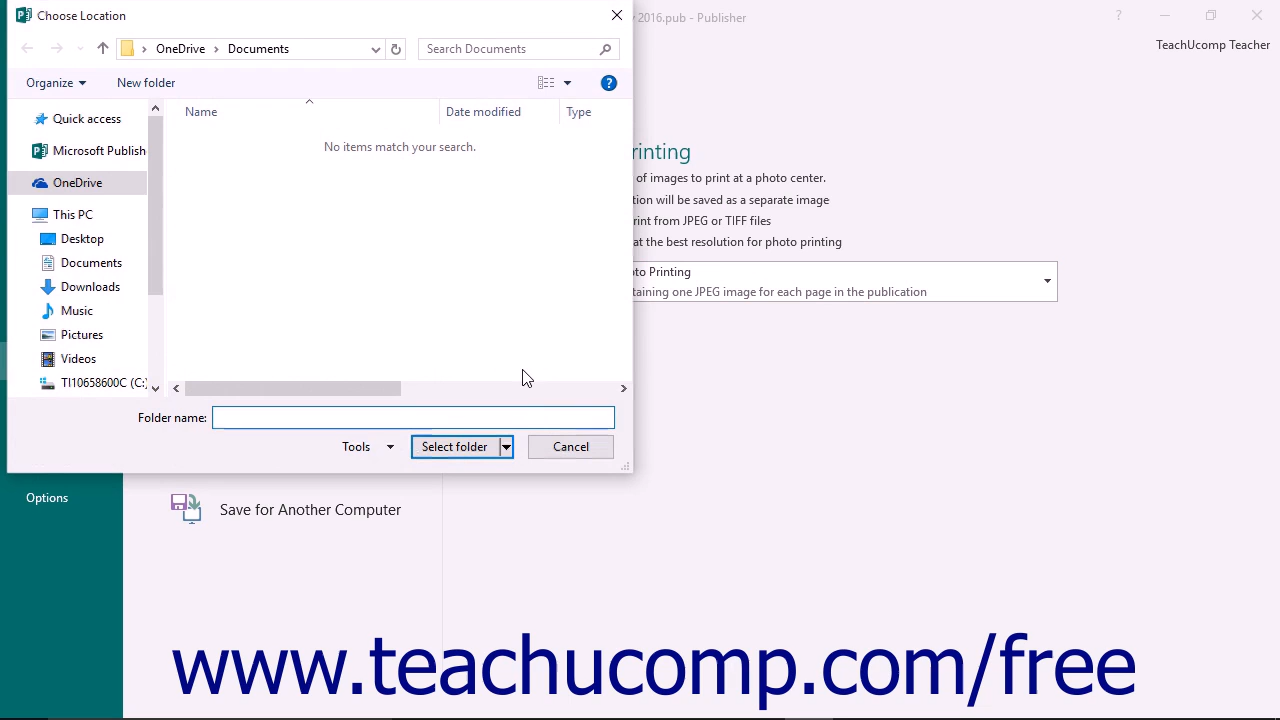 Choose Location
2016.pub - Publisher
?
TeachUcomp Teacher
OneDrive
Documents
Search Documents
Organize
New folder
?
Name
Date modified
Type
Quick access
No items match your search.
Microsoft Publish
OneDrive
This PC
Desktop
Documents
Downloads
Music
Pictures
Videos
TI10658600C (C:)
rinting
of images to print at a photo center.
tion will be saved as a separate image
rint from JPEG or TIFF files
at the best resolution for photo printing
to Printing
taining one JPEG image for each page in the publication
Folder name:
Tools
Select folder
Cancel
Options
Save for Another Computer
www.teachucomp.com/free